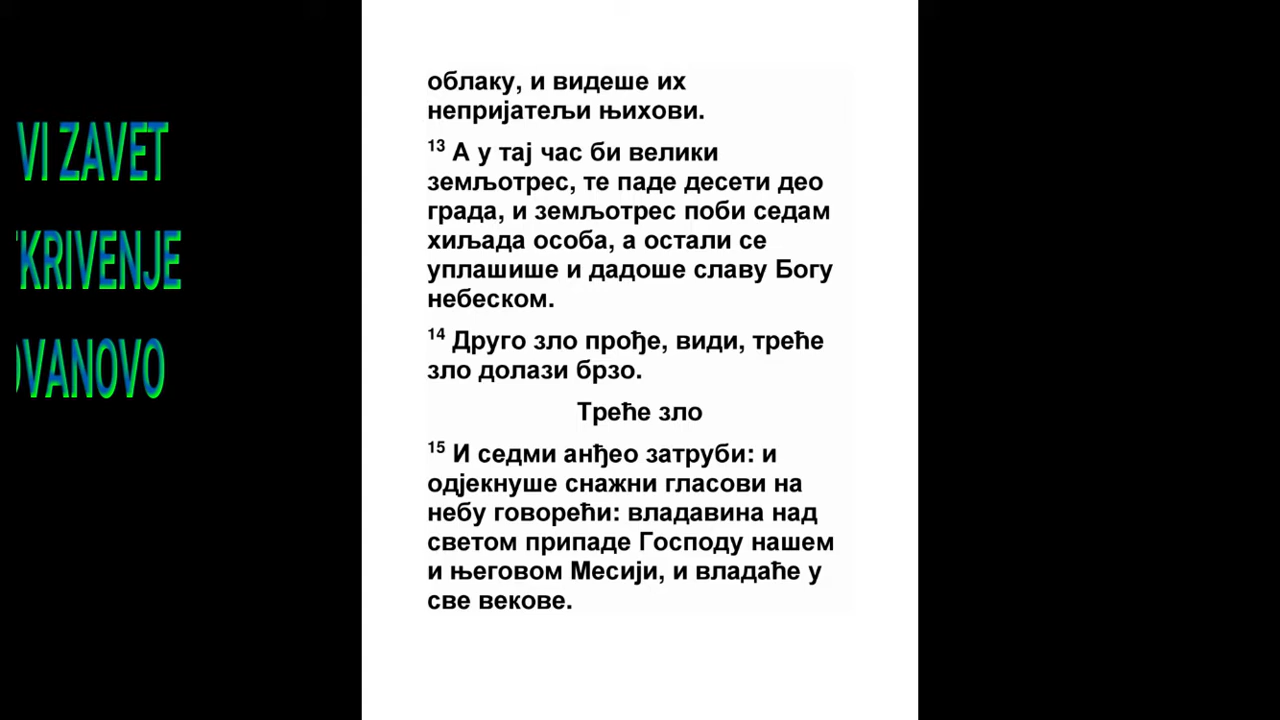 VI ZAVET
KRIVENJE
OVANOVO
облаку, и видеше их
непријатељи њихови.
13 А у тај час би велики
земљотрес, те паде десети део
града, и земљотрес поби седам
хиљада особа, а остали се
уплашише и дадоше славу Богу
небеском.
14 Друго зло прође, види, треће
зло долази брзо.
Треће зло
15 И седми анђео затруби: и
одјекнуше снажни гласови на
небу говорећи: владавина над
светом припаде Господу нашем
и његовом Месији, и владаће у
све векове.